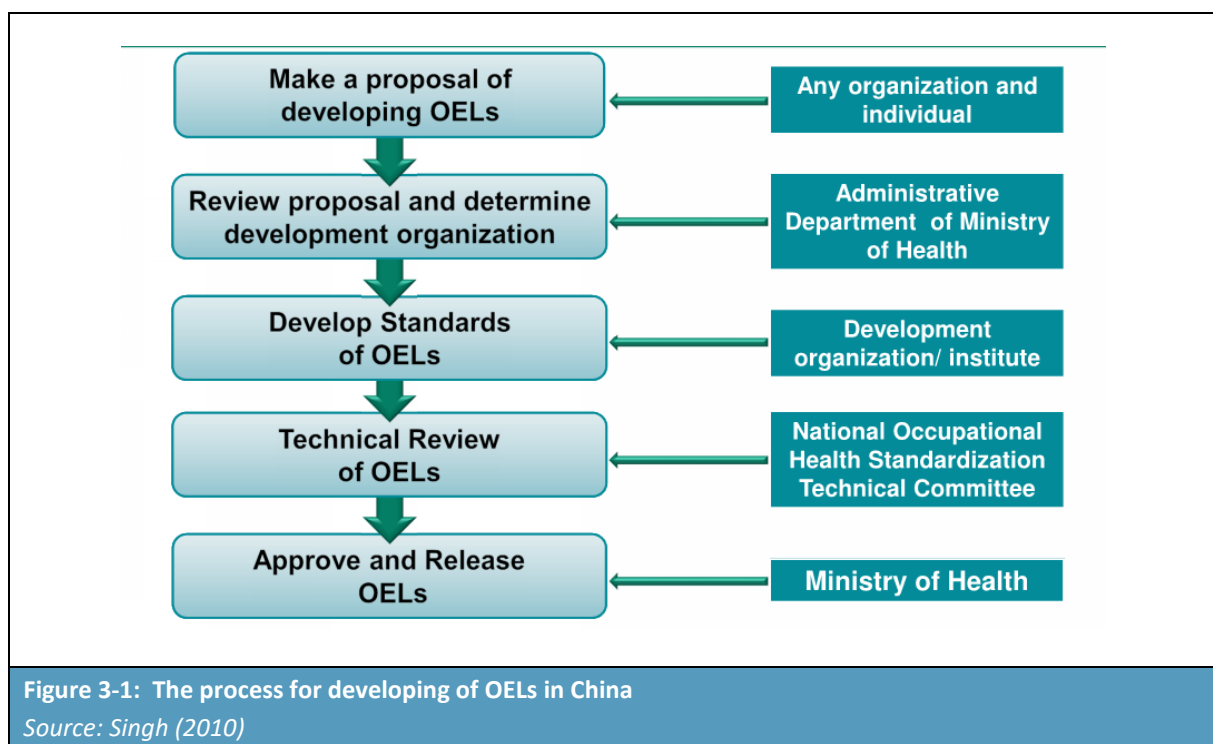 Make a proposal of
developing OELs
Any organization and
individual
Review proposal and determine
development organization
Administrative
Department of Ministry
of Health
Develop Standards
of OELs
Development
organization/ institute
Technical Review
of OELs
National Occupational
Health Standardization
Technical Committee
Approve and Release
OELs
Ministry of Health
Figure 3-1: The process for developing of OELs in China
Source: Singh (2010)